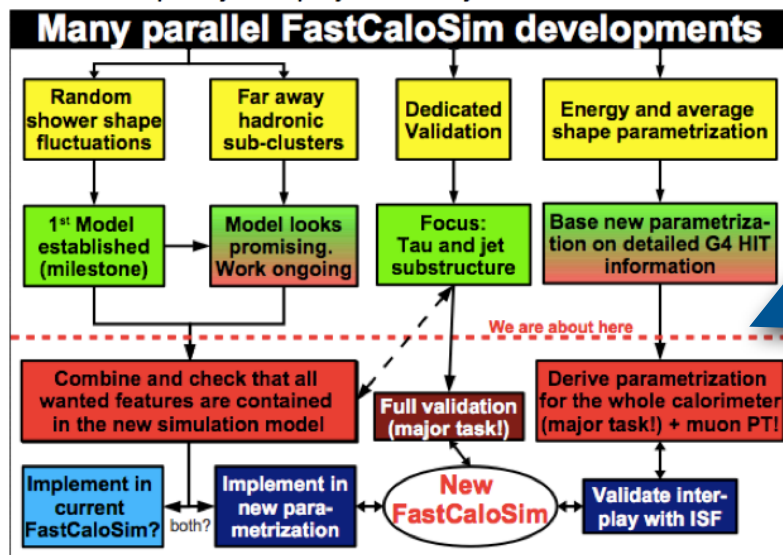 Many parallel FastCaloSim developments
Random
shower shape
fluctuations
Far away
hadronic
sub-clusters
Dedicated
Validation
Energy and average
shape parametrization
1st Model
established
(milestone)
Model looks
promising.
Work ongoing
Focus:
Tau and jet
substructure
Base new parametriza-
tion on detailed G4 HIT
information
We are about here
Combine and check that all
wanted features are contained
in the new simulation model
Full validation
(major task!)
Derive parametrization
for the whole calorimeter
(major task!) + muon PT!
Implement in
current
FastCaloSim?
both?
Implement in
new para-
metrization
New
FastCaloSim
Validate inter-
play with ISF